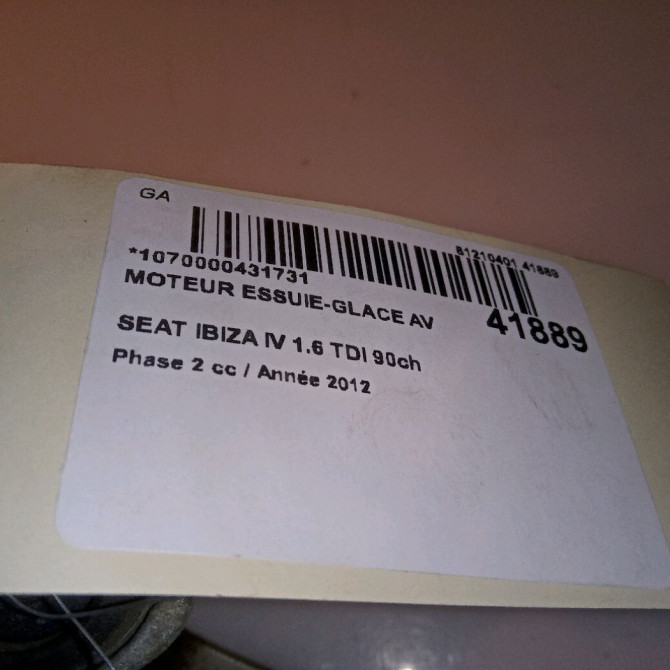 GA
81210401 41889
*1070000431731
MOTEUR ESSUIE-GLACE AV
41889
SEAT IBIZA IV 1.6 TDI 90ch
Phase 2 cc / Année 2012